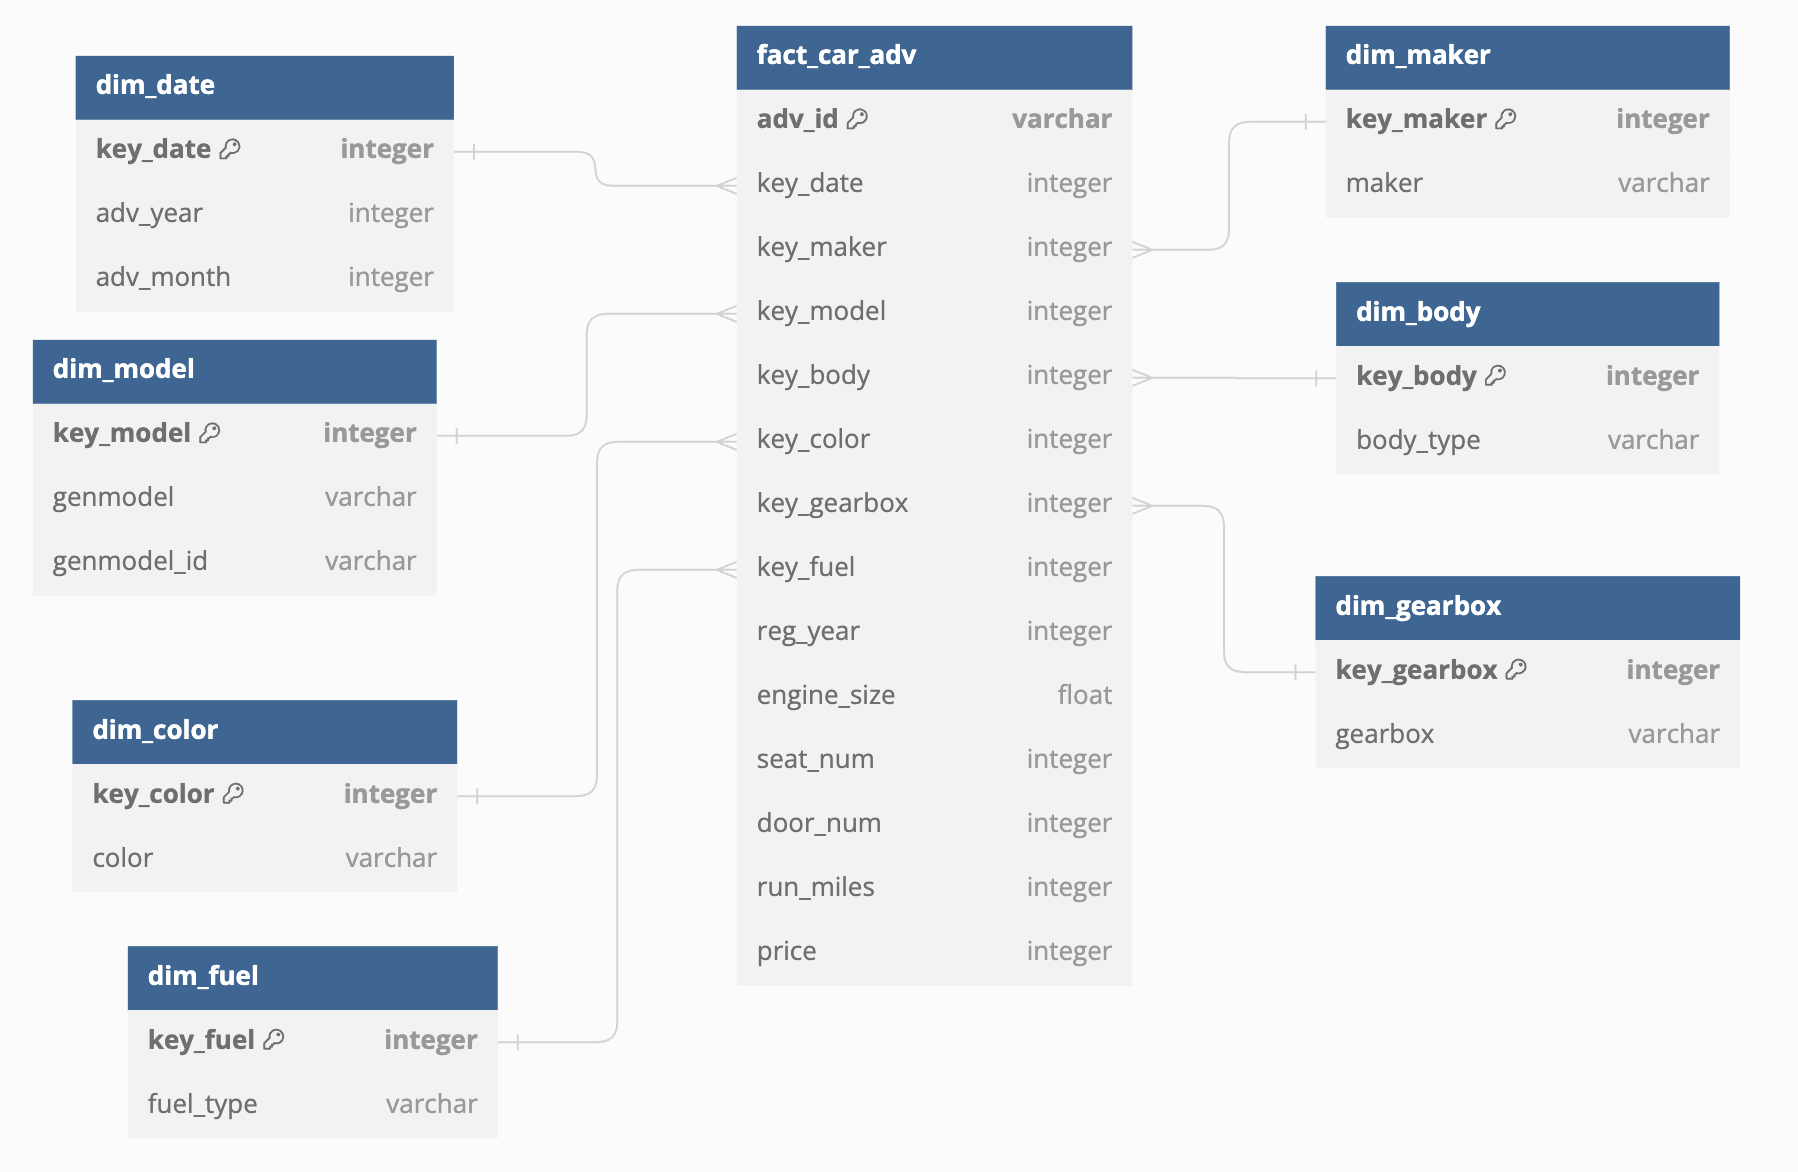 dim_date
key_date integer
adv_year integer
adv_month integer
dim_model
key_model integer
genmodel varchar
genmodel_id varchar
dim_color
key_color integer
color varchar
dim_fuel
key_fuel integer
fuel_type varchar
fact_car_adv
adv_id varchar
key_date integer
key_maker integer
key_model integer
key_body integer
key_color integer
key_gearbox integer
key_fuel integer
reg_year integer
engine_size float
seat_num integer
door_num integer
run_miles integer
price integer
dim_maker
key_maker integer
maker varchar
dim_body
key_body integer
body_type varchar
dim_gearbox
key_gearbox integer
gearbox varchar